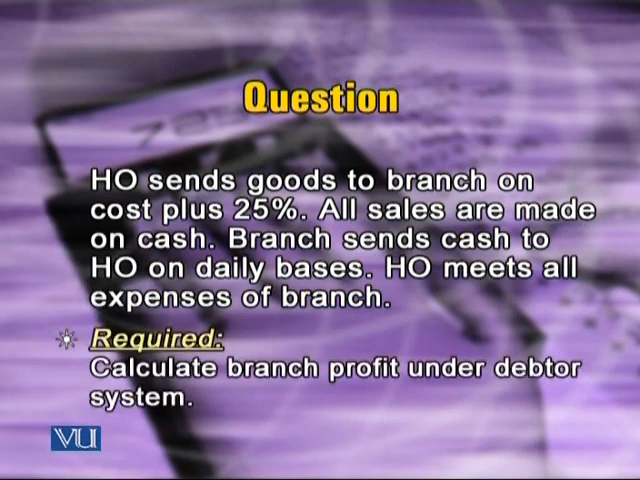 Question
HO sends goods to branch on
cost plus 25%. All sales are made
on cash. Branch sends cash to
HO on daily bases. HO meets all
expenses of branch.
Required:
Calculate branch profit under debtor
system.
VU